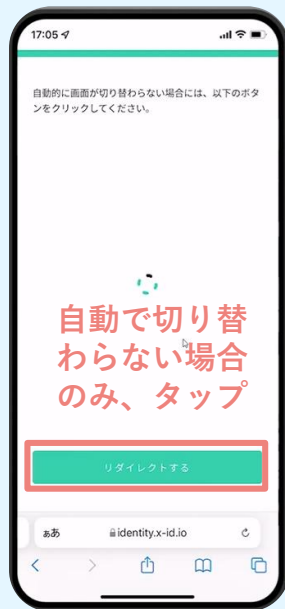 17:05
自動的に画面が切り替わらない場合には、以下のボタ
ンをクリックしてください。
自動で切り替
わらない場合
のみ、タップ
リダイレクトする
ぁあ
identity.x-id.io